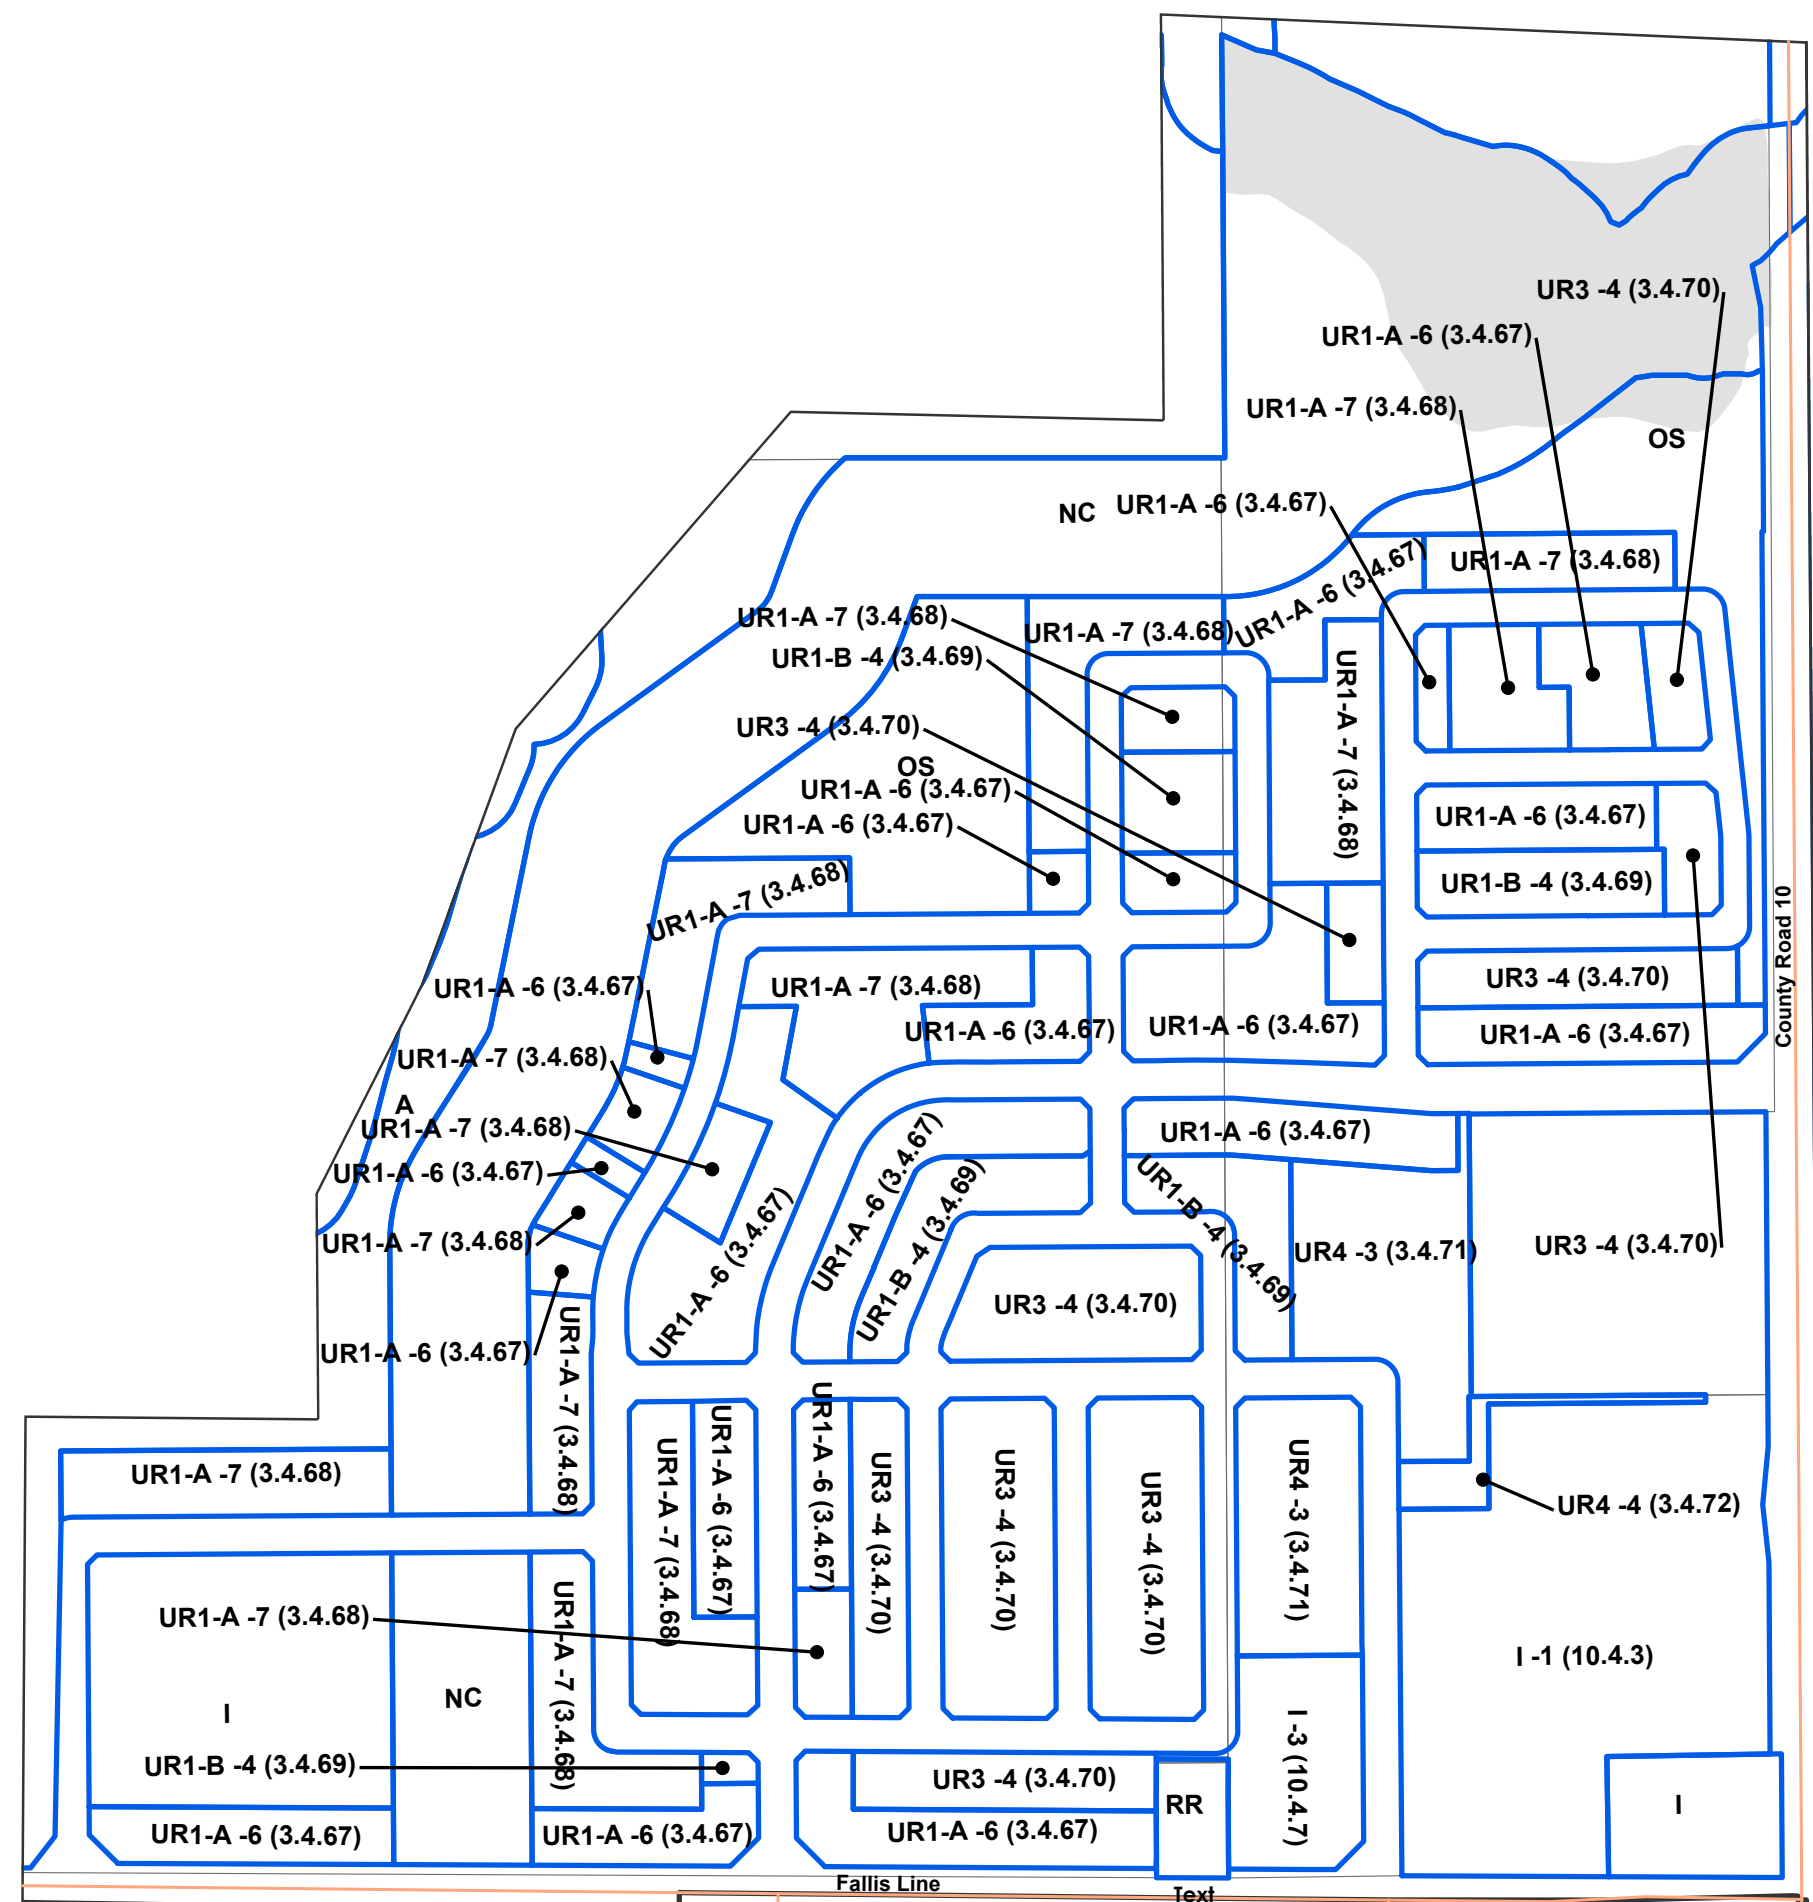 UR3 -4 (3.4.70)
UR1-A -6 (3.4.67)
UR1-A -7 (3.4.68)
OS
NC
UR1-A -6 (3.4.67)
UR1-A -6 (3.4.67)
UR1-A -7 (3.4.68)
UR1-A -7 (3.4.68)
UR1-A -7 (3.4.68)
UR1-B -4 (3.4.69)
UR1-A -7 (3.4.68)
UR3 -4 (3.4.70)
OS
UR1-A -6 (3.4.67)
UR1-A -6 (3.4.67)
UR1-A -6 (3.4.67)
UR1-B -4 (3.4.69)
UR1-A -7 (3.4.68)
County Road 10
UR1-A -6 (3.4.67)
UR1-A -7 (3.4.68)
UR3 -4 (3.4.70)
UR1-A -6 (3.4.67)
UR1-A -6 (3.4.67)
UR1-A -6 (3.4.67)
UR1-A -7 (3.4.68)
A
UR1-A -7 (3.4.68)
UR1-A -6 (3.4.67)
UR1-A -6 (3.4.67)
UR1-A -6 (3.4.67)
UR1-B -4 (3.4.69)
UR1-A -6 (3.4.67)
UR1-B -4 (3.4.69)
UR1-A -7 (3.4.68)
UR4 -3 (3.4.71)
UR3 -4 (3.4.70)
UR3 -4 (3.4.70)
UR1-A -6 (3.4.67)
UR1-A -7 (3.4.68)
UR1-A -7 (3.4.68)
UR1-A -7 (3.4.68)
UR1-A -6 (3.4.67)
UR1-A -6 (3.4.67)
UR3 -4 (3.4.70)
UR3 -4 (3.4.70)
UR3 -4 (3.4.70)
UR4 -3 (3.4.71)
UR4 -4 (3.4.72)
UR1-A -7 (3.4.68)
UR1-A -7 (3.4.68)
I
NC
I -1 (10.4.3)
I -3 (10.4.7)
UR1-B -4 (3.4.69)
UR3 -4 (3.4.70)
RR
I
UR1-A -6 (3.4.67)
UR1-A -6 (3.4.67)
UR1-A -6 (3.4.67)
Fallis Line
Text